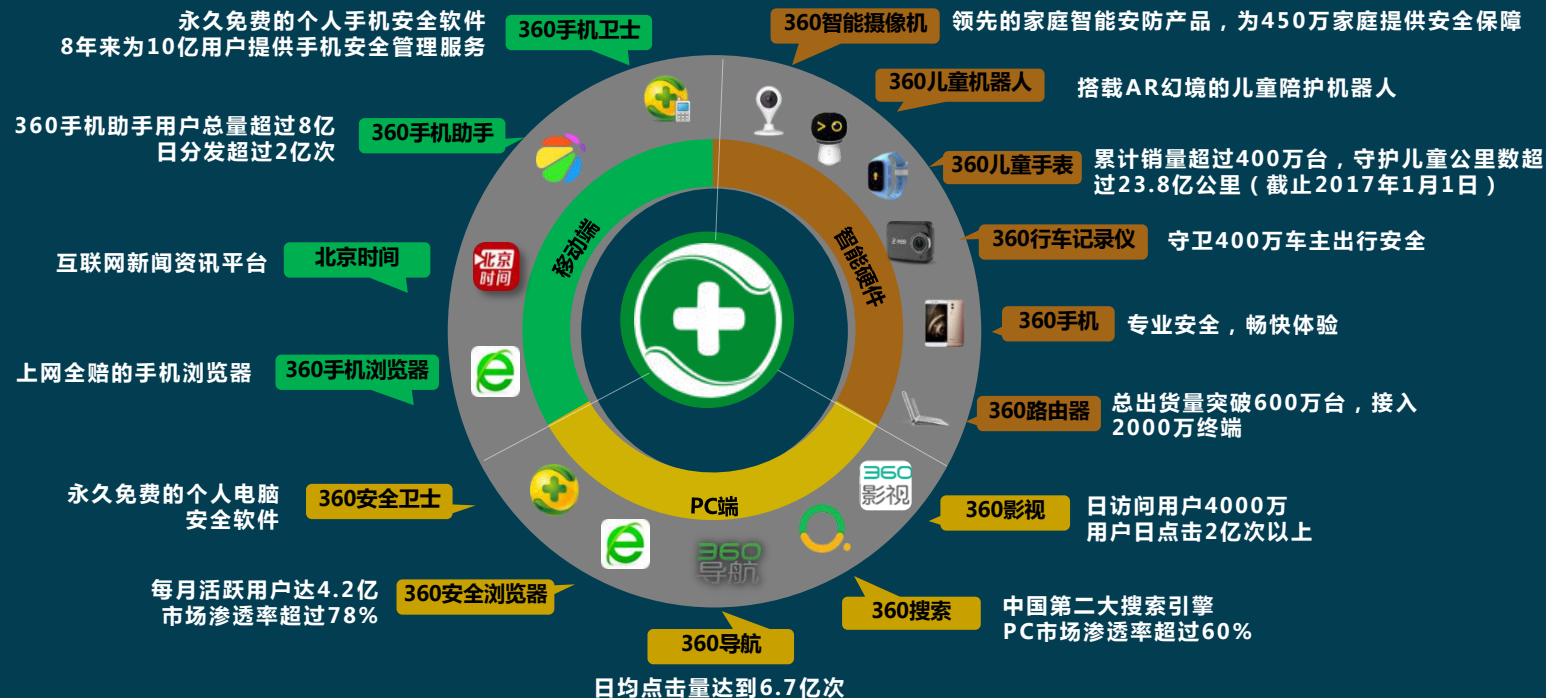 永久免费的个人手机安全软件
8年来为10亿用户提供手机安全管理服务
360手机卫士
360手机助手用户总量超过8亿
日分发超过2亿次
360手机助手
互联网新闻资讯平台
北京时间
北京
时间
上网全赔的手机浏览器
360手机浏览器
移动端
360智能摄像机
领先的家庭智能安防产品，为450万家庭提供安全保障
360儿童机器人
搭载AR幻境的儿童陪护机器人
360儿童手表
累计销量超过400万台，守护儿童公里数超
过23.8亿公里（截止2017年1月1日）
360行车记录仪
守卫400万车主出行安全
360手机
专业安全，畅快体验
360路由器
总出货量突破600万台，接入
2000万终端
智能硬件
永久免费的个人电脑
安全软件
360安全卫士
每月活跃用户达4.2亿
市场渗透率超过78%
360安全浏览器
PC端
360
导航
360导航
日均点击量达到6.7亿次
360搜索
中国第二大搜索引擎
PC市场渗透率超过60%
360
影视
360影视
日访问用户4000万
用户日点击2亿次以上